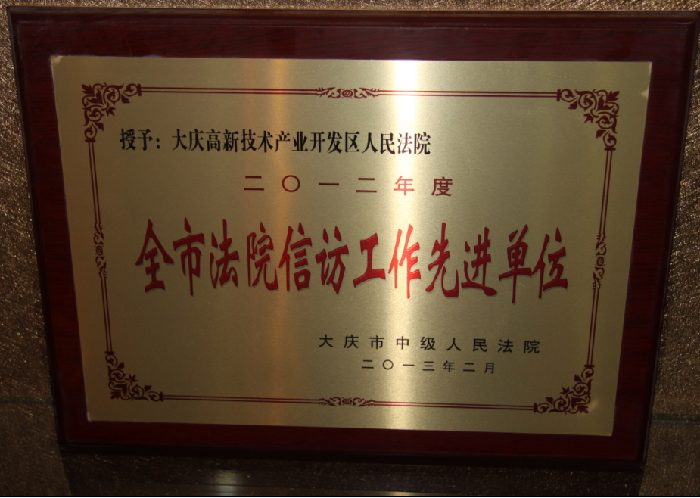 授予：大庆高新技术产业开发区人民法院
二〇一二年度
全市法院信访工作先进单位
大庆市中级人民法院
二〇一三年二月